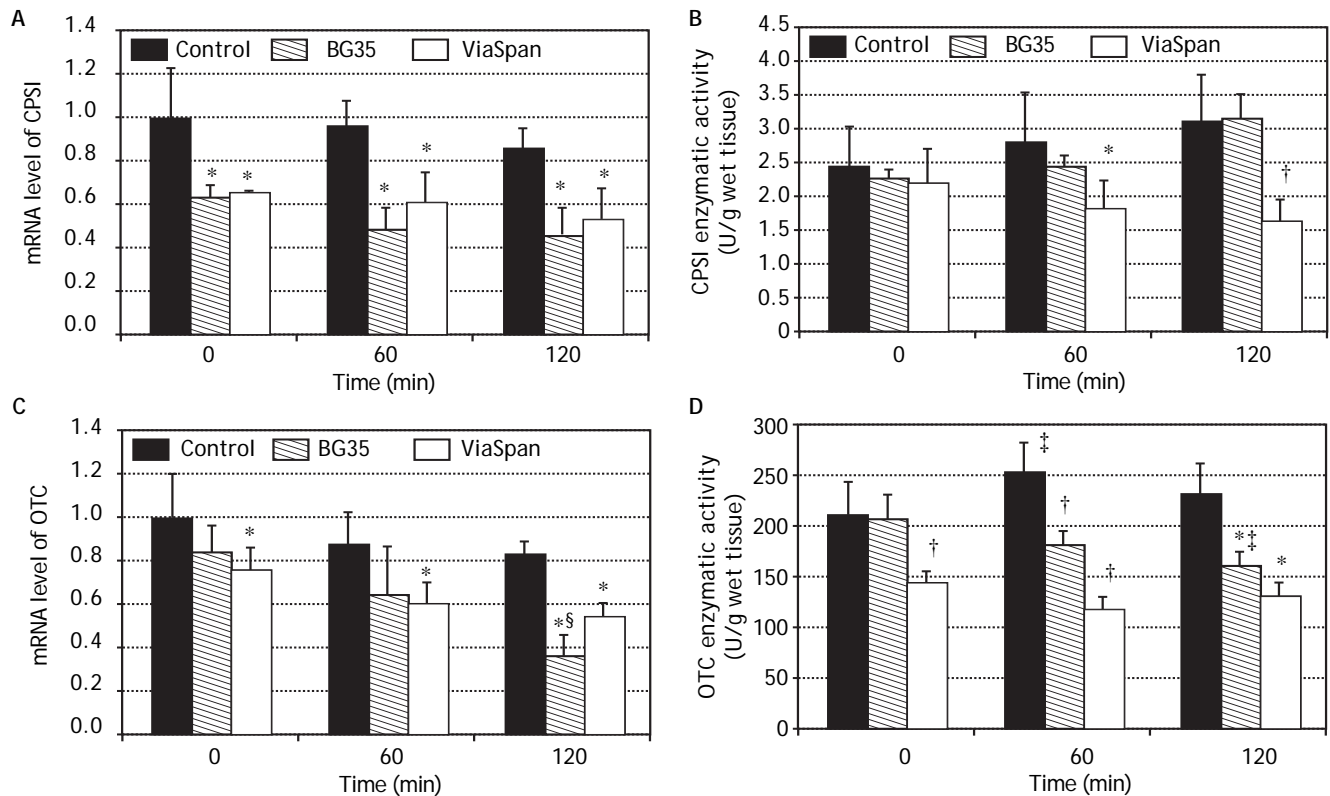 A
mRNA level of CPSI
1.4
1.2
1.0
0.8
0.6
0.4
0.2
0.0
Control BG35 ViaSpan
* *
* *
* *
0 60 120
Time (min)
B
CPSI enzymatic activity
(U/g wet tissue)
4.5
4.0
3.5
3.0
2.5
2.0
1.5
1.0
0.5
0
Control BG35 ViaSpan
*
†
0 60 120
Time (min)
C
mRNA level of OTC
1.4
1.2
1.0
0.8
0.6
0.4
0.2
0.0
Control BG35 ViaSpan
*
*
*§ *
0 60 120
Time (min)
D
OTC enzymatic activity
(U/g wet tissue)
300
250
200
150
100
50
0
†
‡ † †
*‡ *
0 60 120
Time (min)